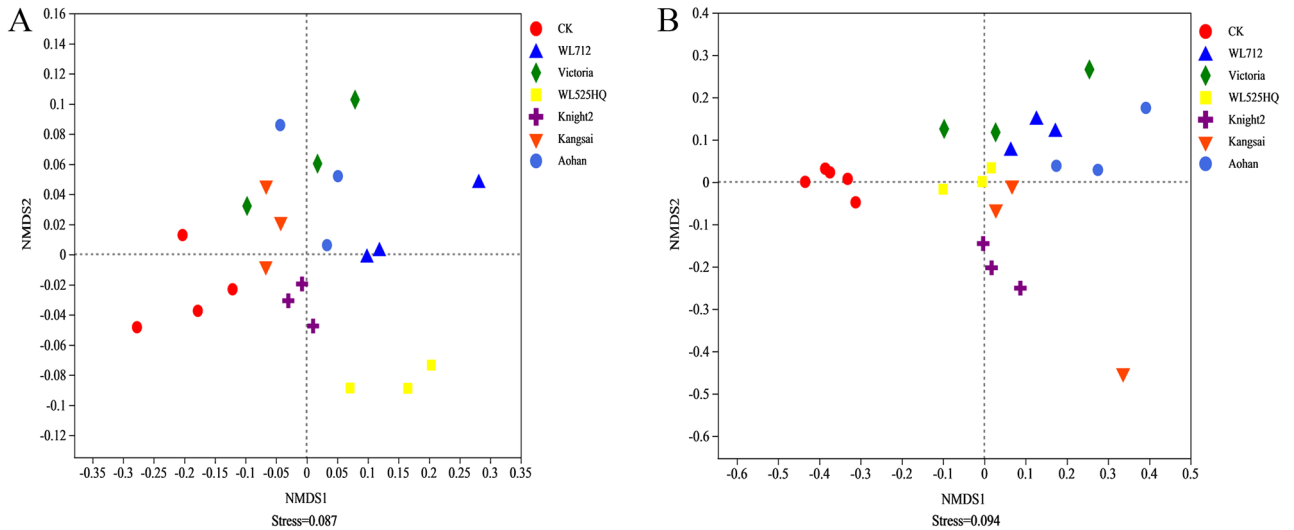 A
0.16
0.14
0.12
0.1
0.08
0.06
0.04
0.02
0
-0.02
-0.04
-0.06
-0.08
-0.1
-0.12
NMDS2
-0.35 -0.3 -0.25 -0.2 -0.15 -0.1 -0.05 0 0.05 0.1 0.15 0.2 0.25 0.3 0.35
NMDS1
Stress=0.087
CK
WL712
Victoria
WL525HQ
Knight2
Kangsai
Aohan
B
0.4
0.3
0.2
0.1
0
-0.1
-0.2
-0.3
-0.4
-0.5
-0.6
NMDS2
-0.6 -0.5 -0.4 -0.3 -0.2 -0.1 0 0.1 0.2 0.3 0.4 0.5
NMDS1
Stress=0.094
CK
WL712
Victoria
WL525HQ
Knight2
Kangsai
Aohan